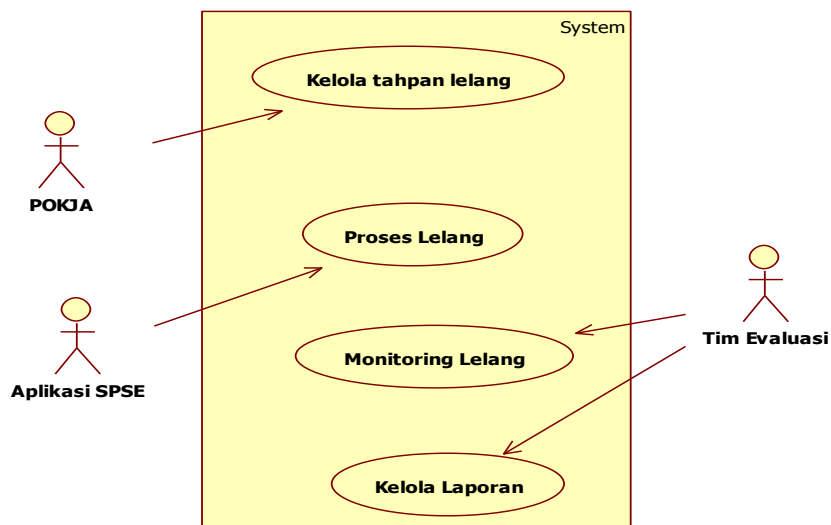 System
Kelola tahpan lelang
POKJA
Proses Lelang
Tim Evaluasi
Monitoring Lelang
Aplikasi SPSE
Kelola Laporan